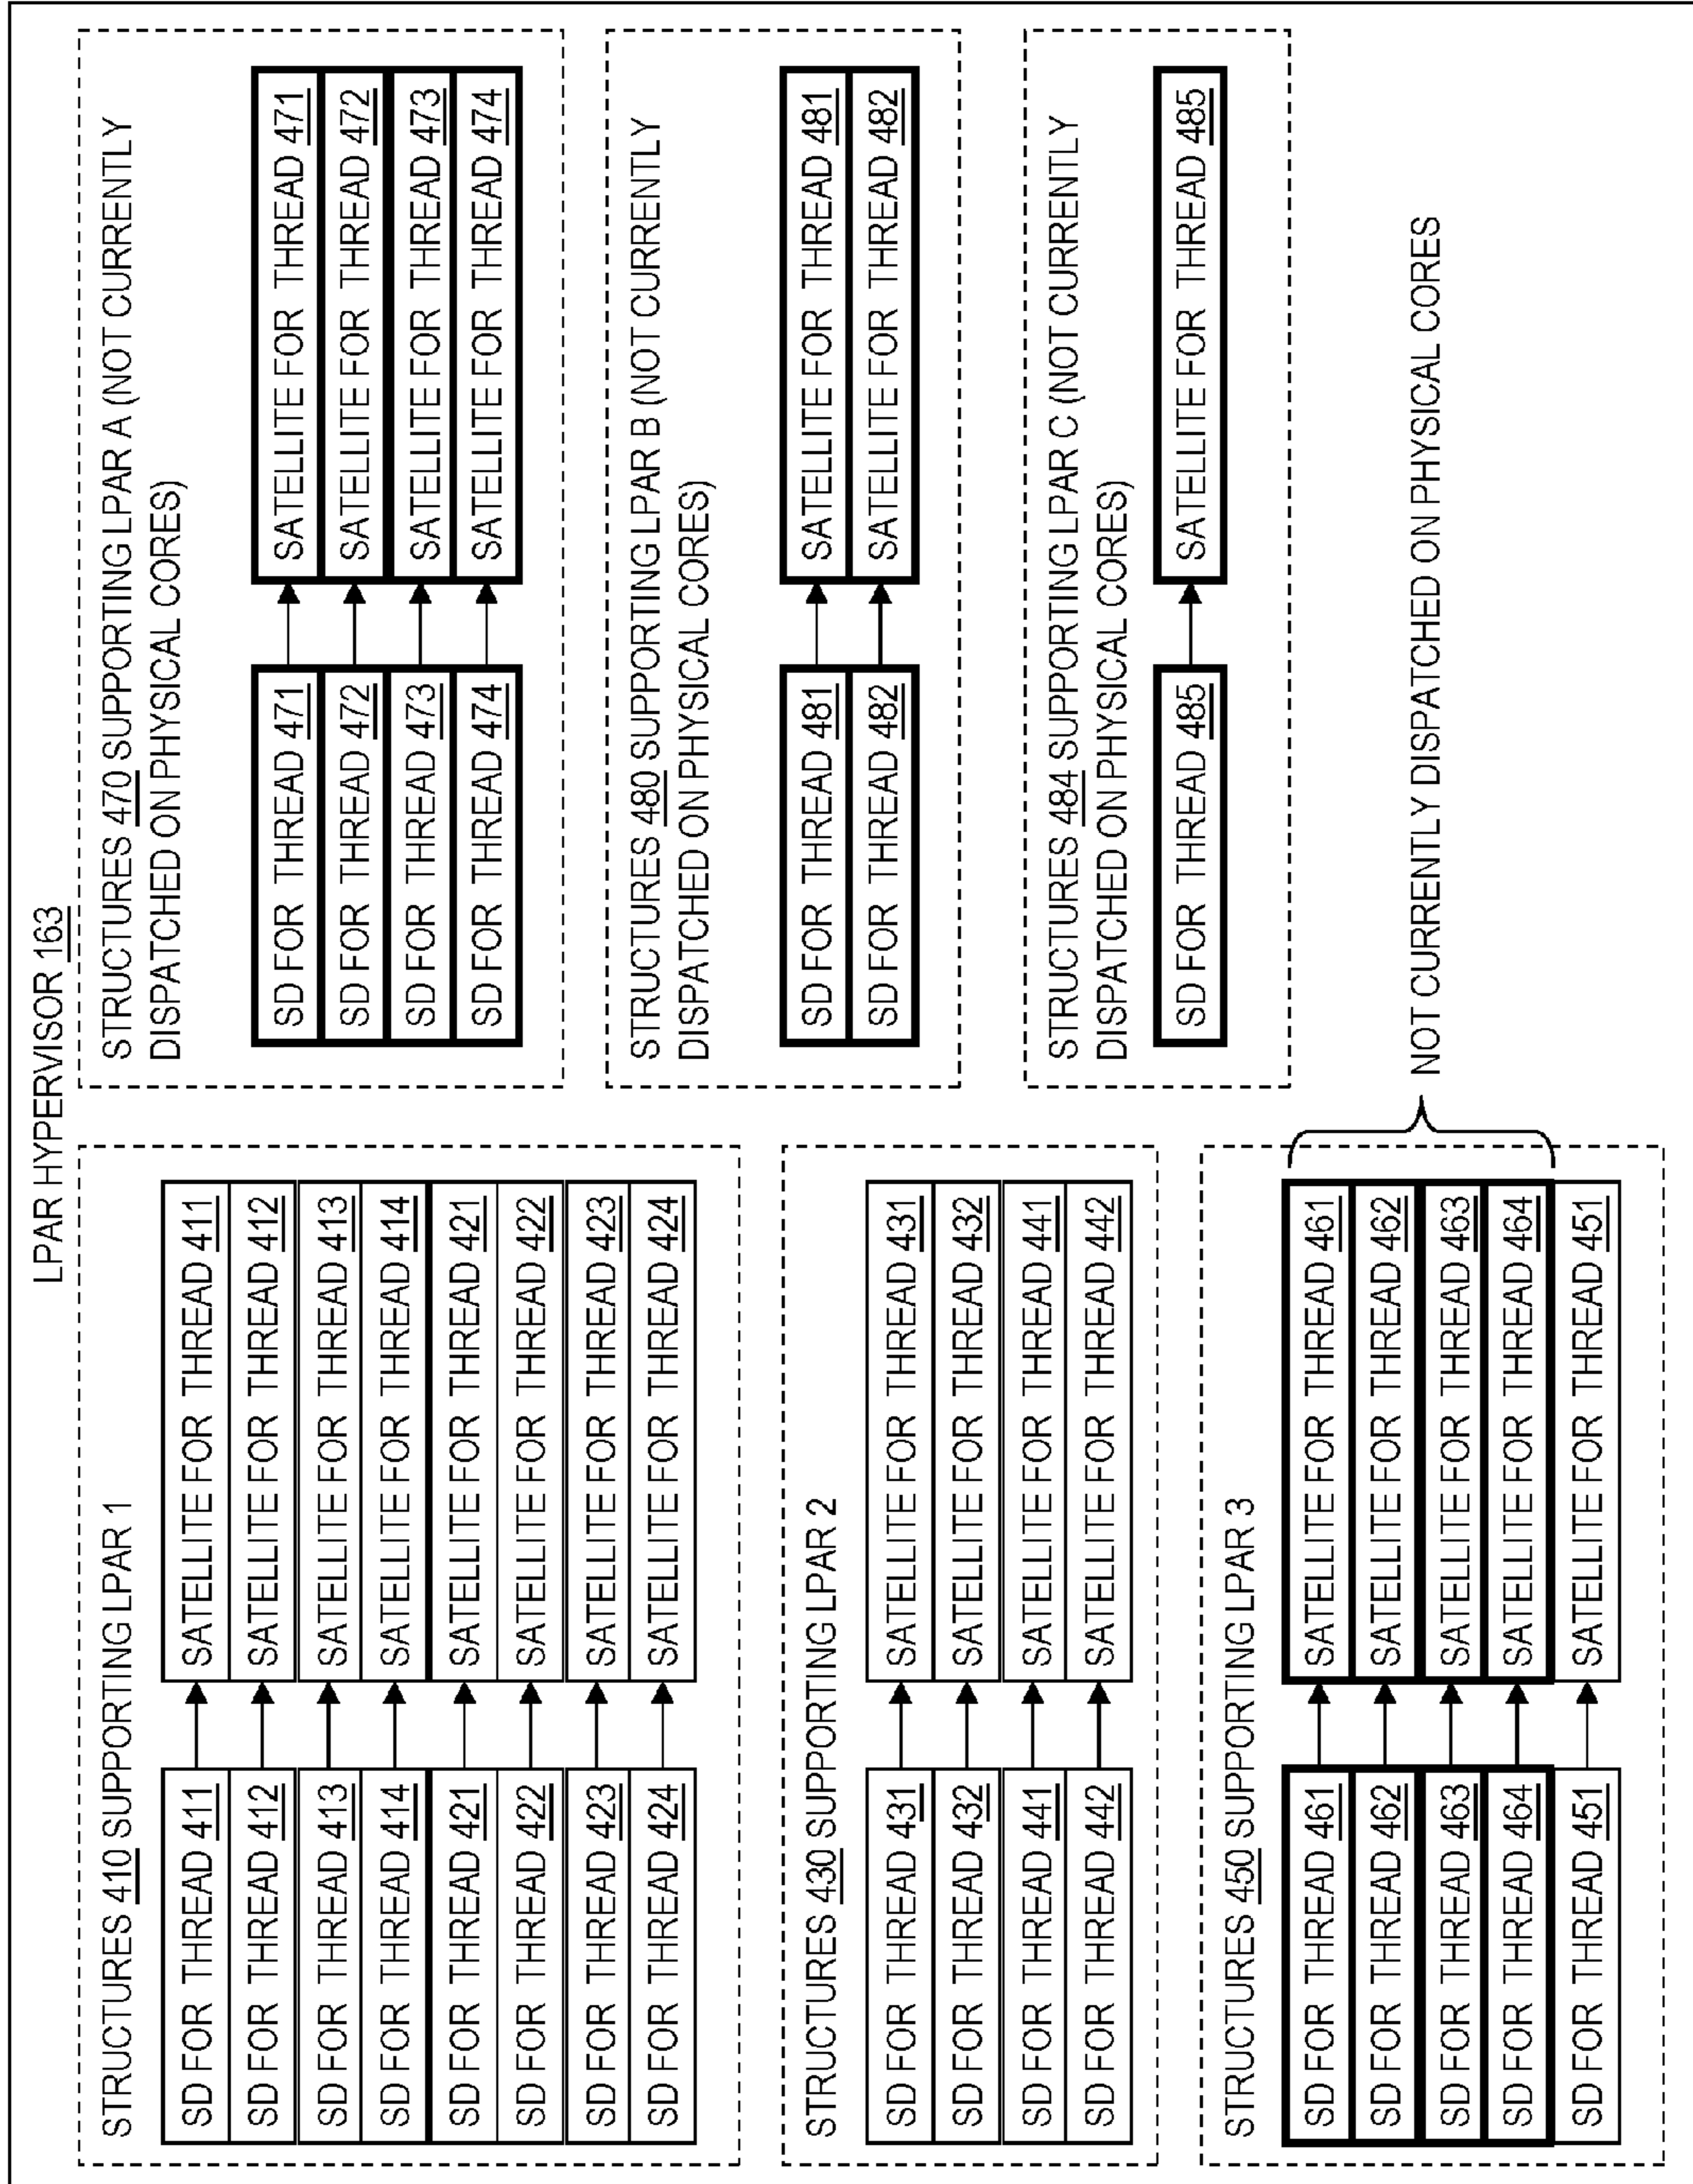 LPAR HYPERVISOR 163
STRUCTURES 410 SUPPORTING LPAR 1
SD FOR THREAD 411
SATELLITE FOR THREAD 411
SD FOR THREAD 412
SATELLITE FOR THREAD 412
SD FOR THREAD 413
SATELLITE FOR THREAD 413
SD FOR THREAD 414
SATELLITE FOR THREAD 414
SD FOR THREAD 421
SATELLITE FOR THREAD 421
SD FOR THREAD 422
SATELLITE FOR THREAD 422
SD FOR THREAD 423
SATELLITE FOR THREAD 423
SD FOR THREAD 424
SATELLITE FOR THREAD 424
STRUCTURES 430 SUPPORTING LPAR 2
SD FOR THREAD 431
SATELLITE FOR THREAD 431
SD FOR THREAD 432
SATELLITE FOR THREAD 432
SD FOR THREAD 441
SATELLITE FOR THREAD 441
SD FOR THREAD 442
SATELLITE FOR THREAD 442
STRUCTURES 450 SUPPORTING LPAR 3
SD FOR THREAD 461
SATELLITE FOR THREAD 461
SD FOR THREAD 462
SATELLITE FOR THREAD 462
SD FOR THREAD 463
SATELLITE FOR THREAD 463
SD FOR THREAD 464
SATELLITE FOR THREAD 464
SD FOR THREAD 451
SATELLITE FOR THREAD 451
STRUCTURES 470 SUPPORTING LPAR A (NOT CURRENTLY
DISPATCHED ON PHYSICAL CORES)
SD FOR THREAD 471
SATELLITE FOR THREAD 471
SD FOR THREAD 472
SATELLITE FOR THREAD 472
SD FOR THREAD 473
SATELLITE FOR THREAD 473
SD FOR THREAD 474
SATELLITE FOR THREAD 474
STRUCTURES 480 SUPPORTING LPAR B (NOT CURRENTLY
DISPATCHED ON PHYSICAL CORES)
SD FOR THREAD 481
SATELLITE FOR THREAD 481
SD FOR THREAD 482
SATELLITE FOR THREAD 482
STRUCTURES 484 SUPPORTING LPAR C (NOT CURRENTLY
DISPATCHED ON PHYSICAL CORES)
SD FOR THREAD 485
SATELLITE FOR THREAD 485
NOT CURRENTLY DISPATCHED ON PHYSICAL CORES